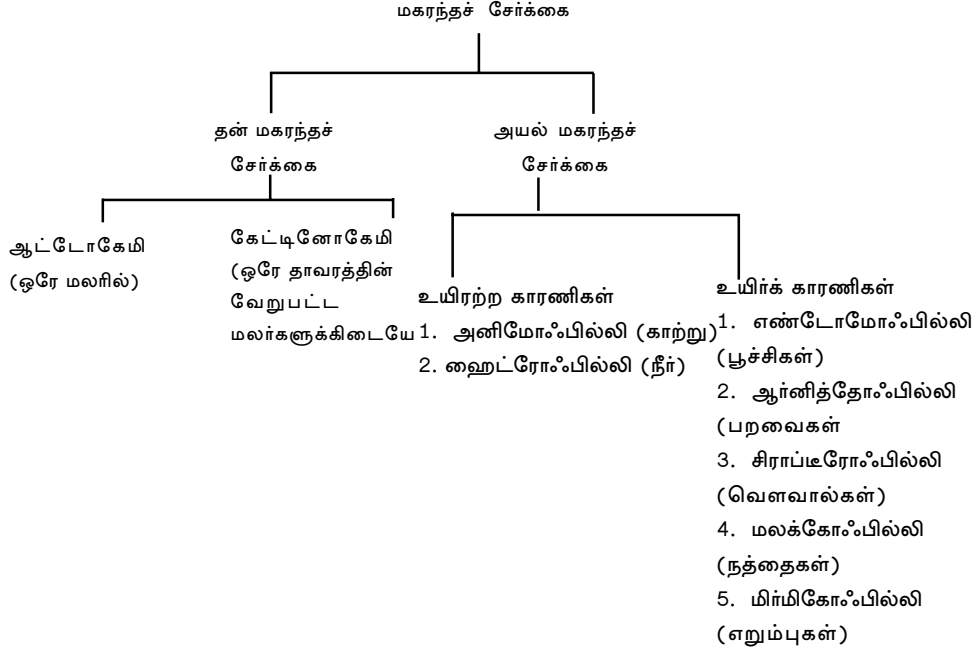 மகரந்தச் சேர்க்கை
தன் மகரந்தச்
சேர்க்கை
அயல் மகரந்தச்
சேர்க்கை
ஆட்டோகேமி
(ஒரே மலரில்)
கேட்டினோகேமி
(ஒரே தாவரத்தின்
வேறுபட்ட
மலர்களுக்கிடையே
உயிரற்ற காரணிகள்
1. அனிமோஃபில்லி (காற்று)
2. ஹைட்ரோஃபில்லி (நீர்)
உயிர்க் காரணிகள்
1. எண்டோமோஃபில்லி
(பூச்சிகள்)
2. ஆர்னித்தோஃபில்லி
(பறவைகள்
3. சிராப்டீரோஃபில்லி
(வௌவால்கள்)
4. மலக்கோஃபில்லி
(நத்தைகள்)
5. மிர்மிகோஃபில்லி
(எறும்புகள்)